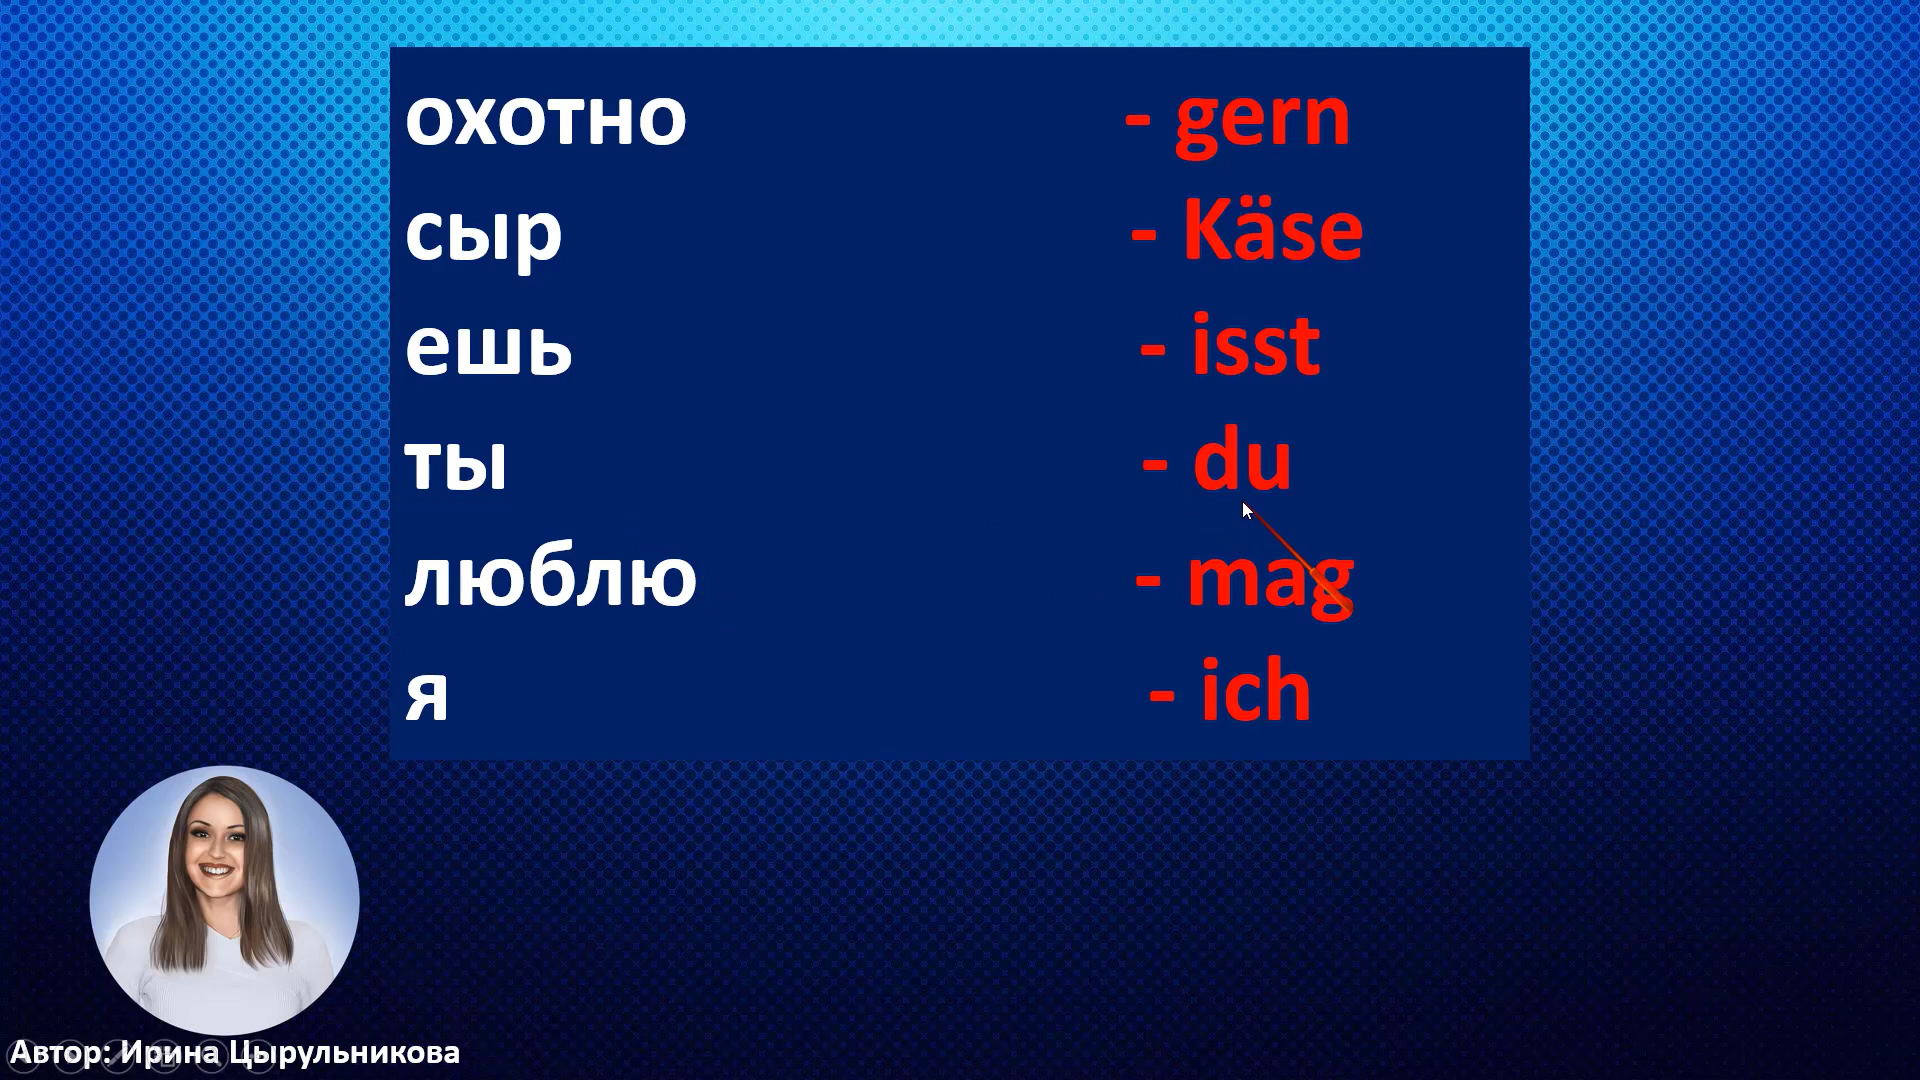 охотно - gern
сыр - Käse
ешь - isst
ты - du
люблю - mag
я - ich
Автор: Ирина Цырульникова